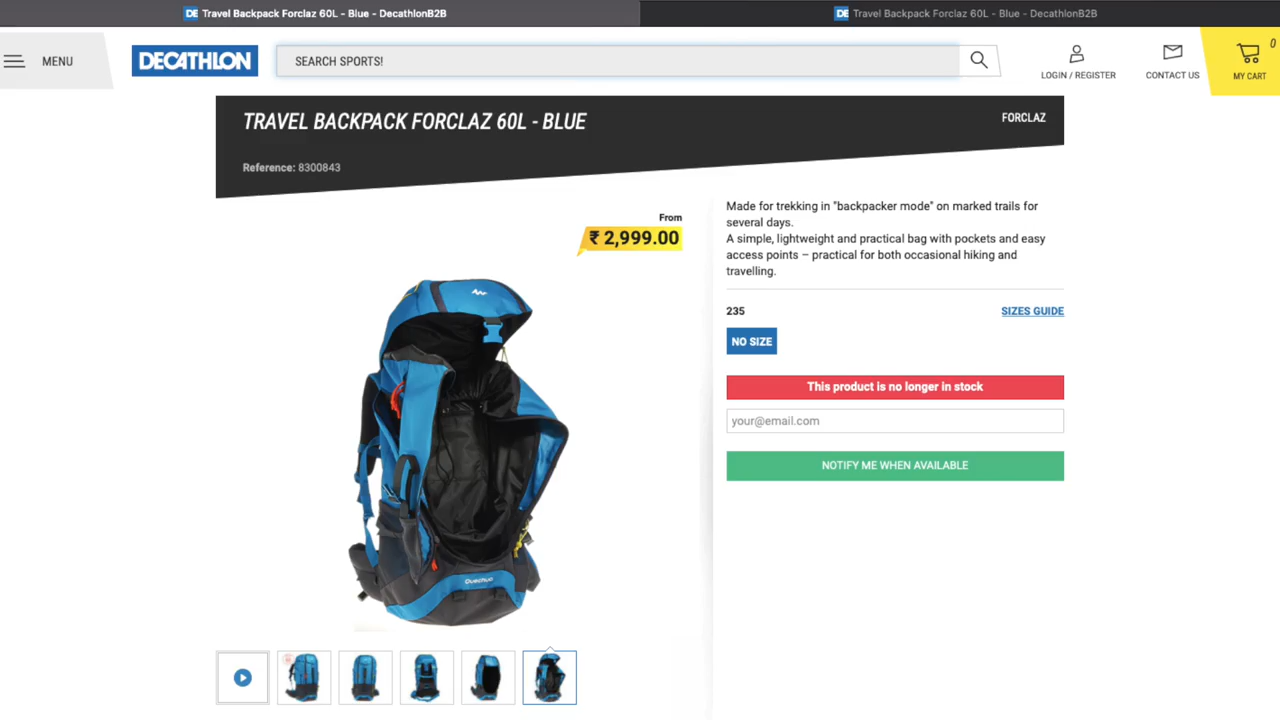 DE Travel Backpack Forclaz 60L - Blue - DecathlonB2B
DE Travel Backpack Forclaz 60L - Blue - DecathlonB2B
MENU
DECATHLON
SEARCH SPORTS!
LOGIN / REGISTER
CONTACT US
0
MY CART
TRAVEL BACKPACK FORCLAZ 60L - BLUE
FORCLAZ
Reference: 8300843
From
₹ 2,999.00
Made for trekking in "backpacker mode" on marked trails for
several days.
A simple, lightweight and practical bag with pockets and easy
access points – practical for both occasional hiking and
travelling.
235
SIZES GUIDE
NO SIZE
This product is no longer in stock
your@email.com
NOTIFY ME WHEN AVAILABLE
Quechua